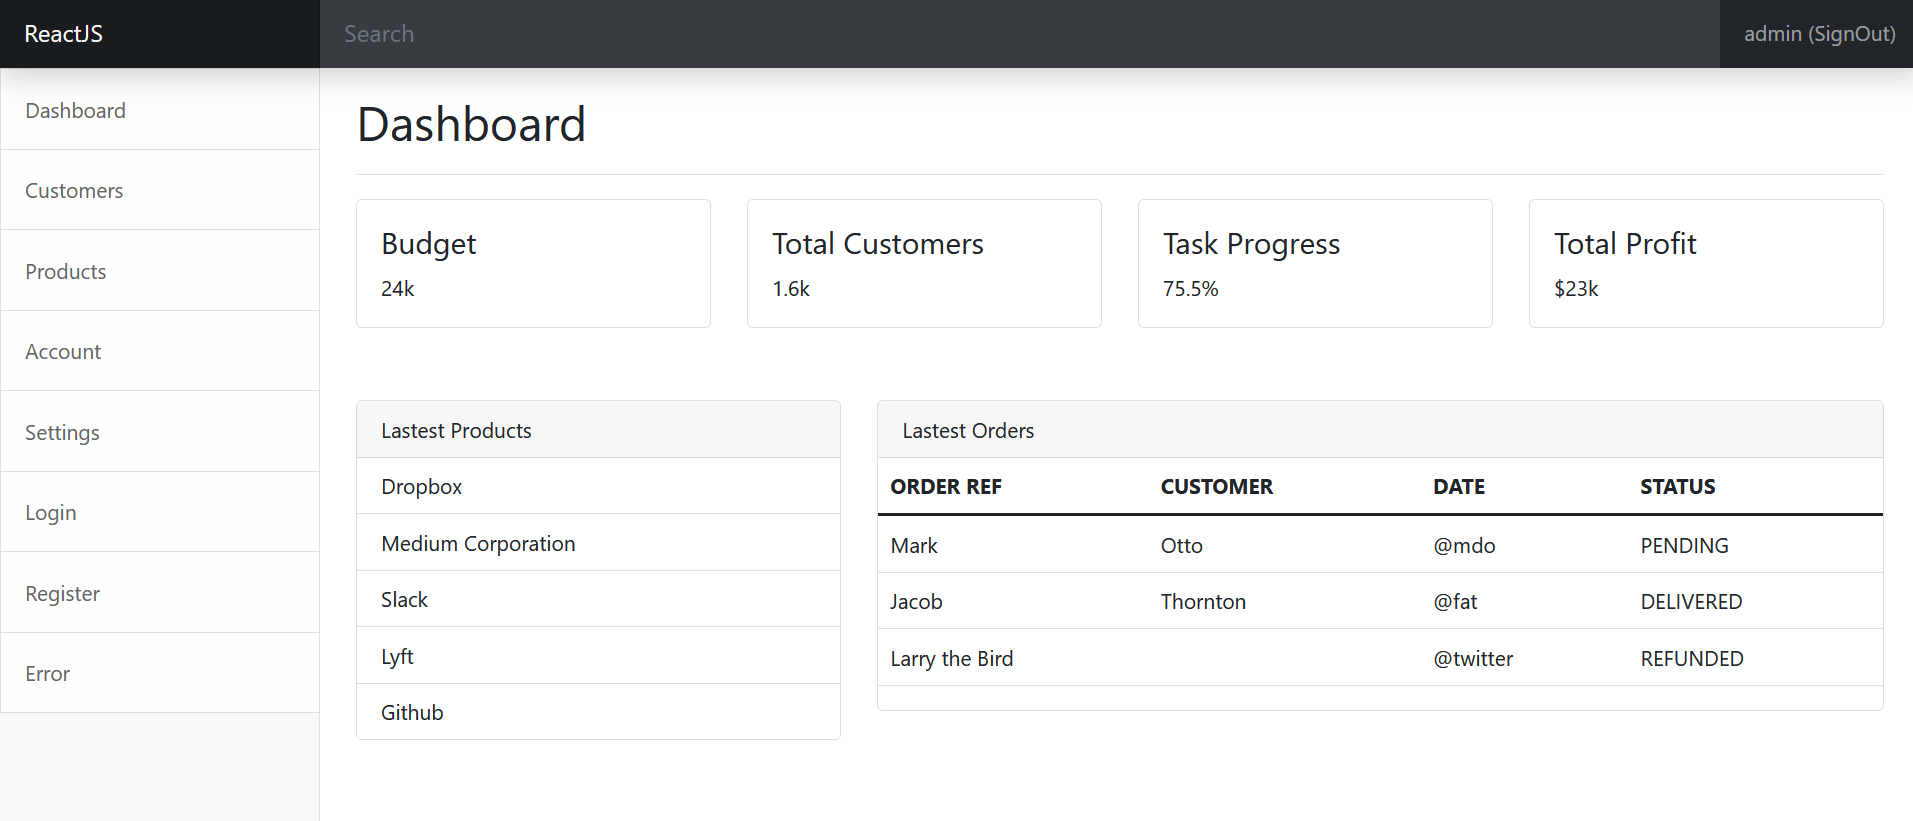 ReactJS
Search
admin (SignOut)
Dashboard
Customers
Products
Account
Settings
Login
Register
Error
Dashboard
Budget
24k
Total Customers
1.6k
Task Progress
75.5%
Total Profit
$23k
Lastest Products
Dropbox
Medium Corporation
Slack
Lyft
Github
Lastest Orders
ORDER REF CUSTOMER DATE STATUS
Mark Otto @mdo PENDING
Jacob Thornton @fat DELIVERED
Larry the Bird @twitter REFUNDED